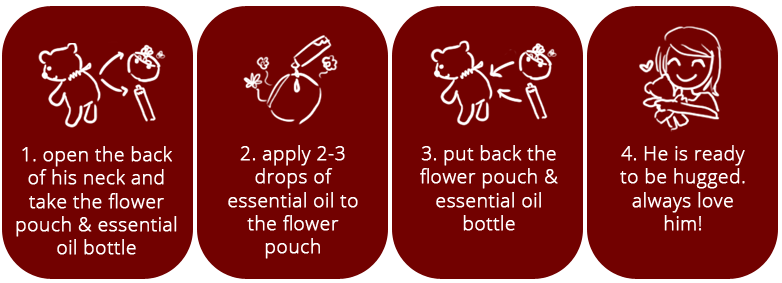 1. open the back
of his neck and
take the flower
pouch & essential
oil bottle
2. apply 2-3
drops of
essential oil to
the flower
pouch
3. put back the
flower pouch &
essential oil
bottle
4. He is ready
to be hugged.
always love
him!